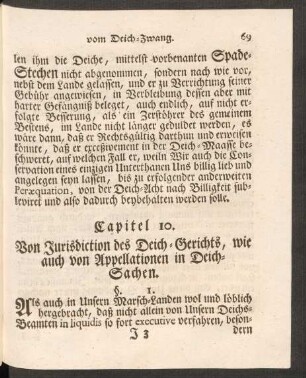 vom Deich-Zwang. 69
len ihm die Deiche, mittelst vorbenanten Spade-
Stechen nicht abgenommen, sondern nach wie vor,
nebst dem Lande gelassen, und er zu Verrichtung seiner
Gebühr angewiesen, in Verbleibung dessen aber mit
harter Gefängniß beleget, auch endlich, auf nicht er-
folgte Besserung, als ein Zerstöhrer des gemeinem
Bestens, im Lande nicht länger geduldet werden, es
wäre dann, daß er Rechtsgültig darthun und erweisen
könnte, daß er exceßivement in der Deich-Maasse be-
schweret, auf welchen Fall er, weiln Wir auch die Con-
servation eines einzigen Unterthanen Uns billig lieb und
angelegen seyn lassen, bis zu erfolgender anderweiten
Peræquation, von der Deich-Acht nach Billigkeit sub-
leviret und also dadurch beybehalten werden solle.
Capitel 10.
Von Jurisdiction des Deich-Gerichts, wie
auch von Appellationen in Deich-
Sachen.
§. 1.
Als auch in Unsern Marsch-Landen wol und löblich
hergebracht, daß nicht allein von Unsern Deichs-
Beamten in liquidis so fort executive verfahren, beson-
J 3 dern